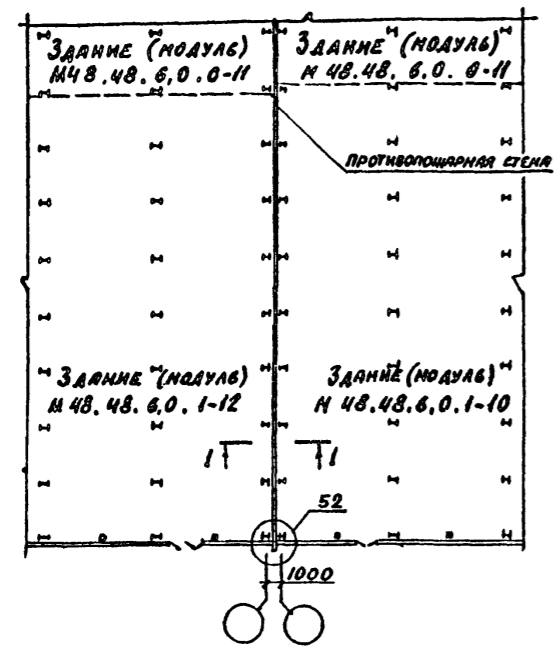 Здание (модуль)
М48.48.6,0.0-11
Здание (модуль)
М 48.48.6,0.0-11
противопожарная стена
Здание (модуль)
М 48.48.6,0.1-12
Здание (модуль)
М 48.48.6,0.1-10
1
1
52
1000